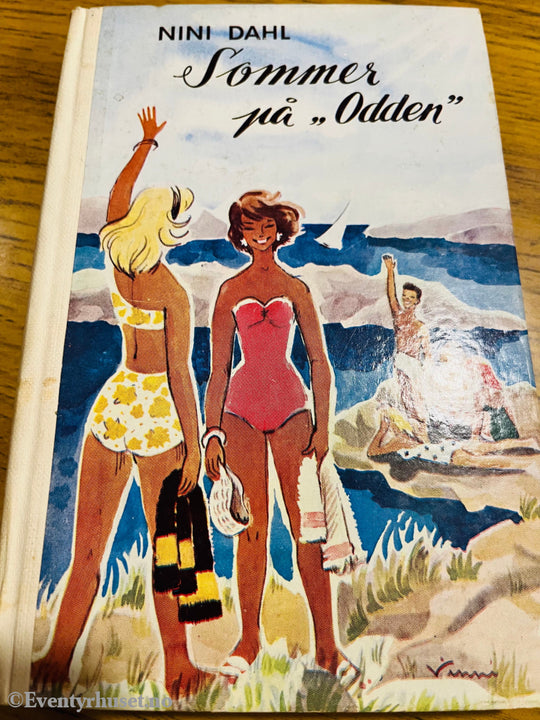 NINI DAHL
Sommer
på „Odden”
©Eventyrhuset.no